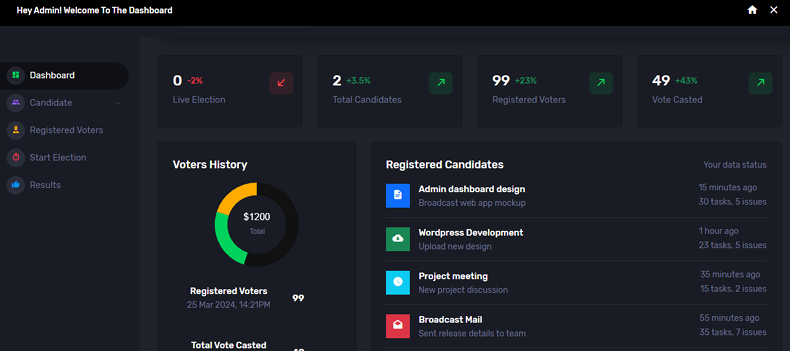 Hey Admin! Welcome To The Dashboard
Dashboard
Candidate
Registered Voters
Start Election
Results
0 -2%
Live Election
2 +3.5%
Total Candidates
99 +23%
Registered Voters
49 +43%
Vote Casted
Voters History
$1200
Total
Registered Voters
25 Mar 2024, 14:21PM
99
Total Vote Casted
Registered Candidates
Your data status
Admin dashboard design
Broadcast web app mockup
15 minutes ago
30 tasks, 5 issues
Wordpress Development
Upload new design
1 hour ago
23 tasks, 5 issues
Project meeting
New project discussion
35 minutes ago
15 tasks, 2 issues
Broadcast Mail
Sent release details to team
55 minutes ago
35 tasks, 7 issues